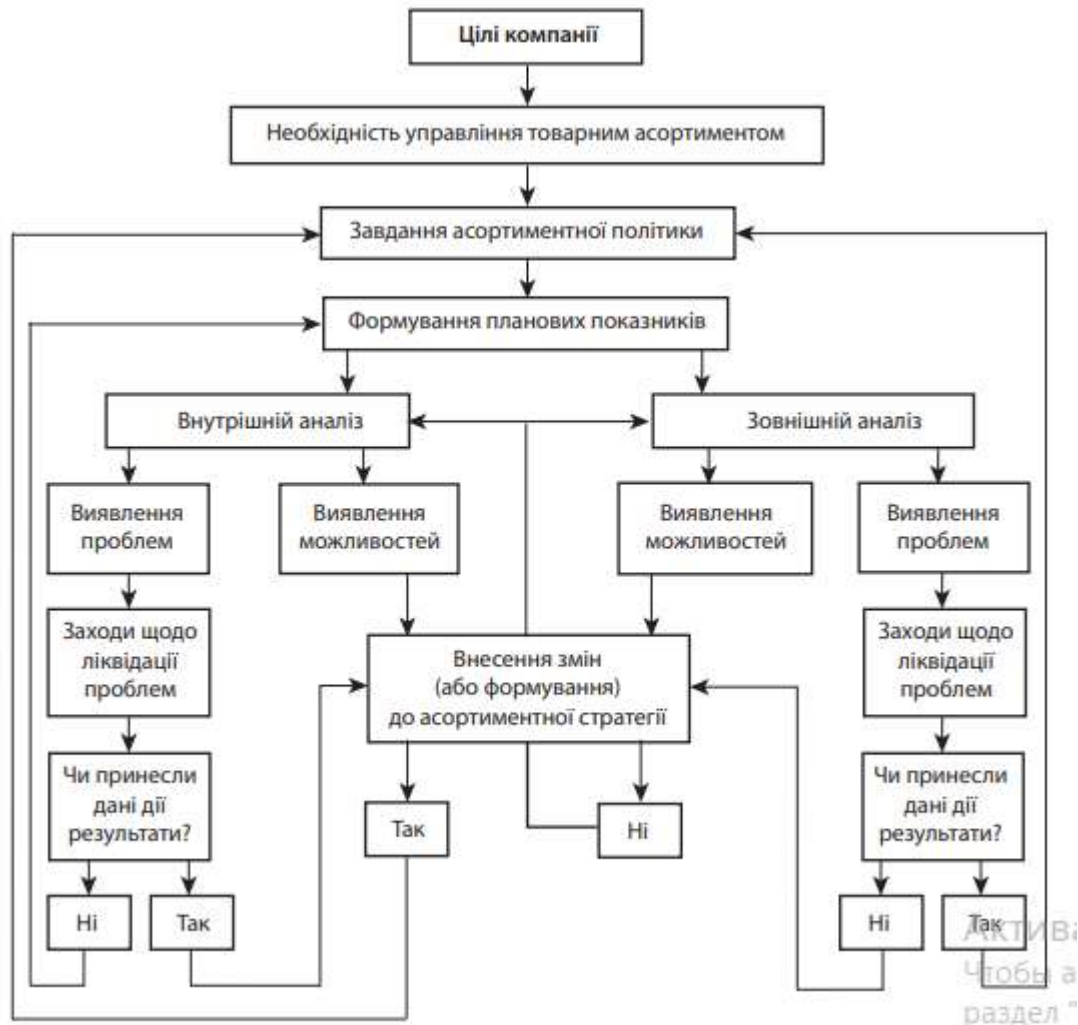 Цілі компанії
Необхідність управління товарним асортиментом
Завдання асортиментної політики
Формування планових показників
Внутрішній аналіз
Зовнішній аналіз
Виявлення
проблем
Виявлення
можливостей
Виявлення
можливостей
Виявлення
проблем
Заходи щодо
ліквідації
проблем
Внесення змін
(або формування)
до асортиментної стратегії
Заходи щодо
ліквідації
проблем
Чи принесли
дані дії
результати?
Так
Ні
Чи принесли
дані дії
результати?
Ні
Так
Ні
Так
Чтобы а
раздел "